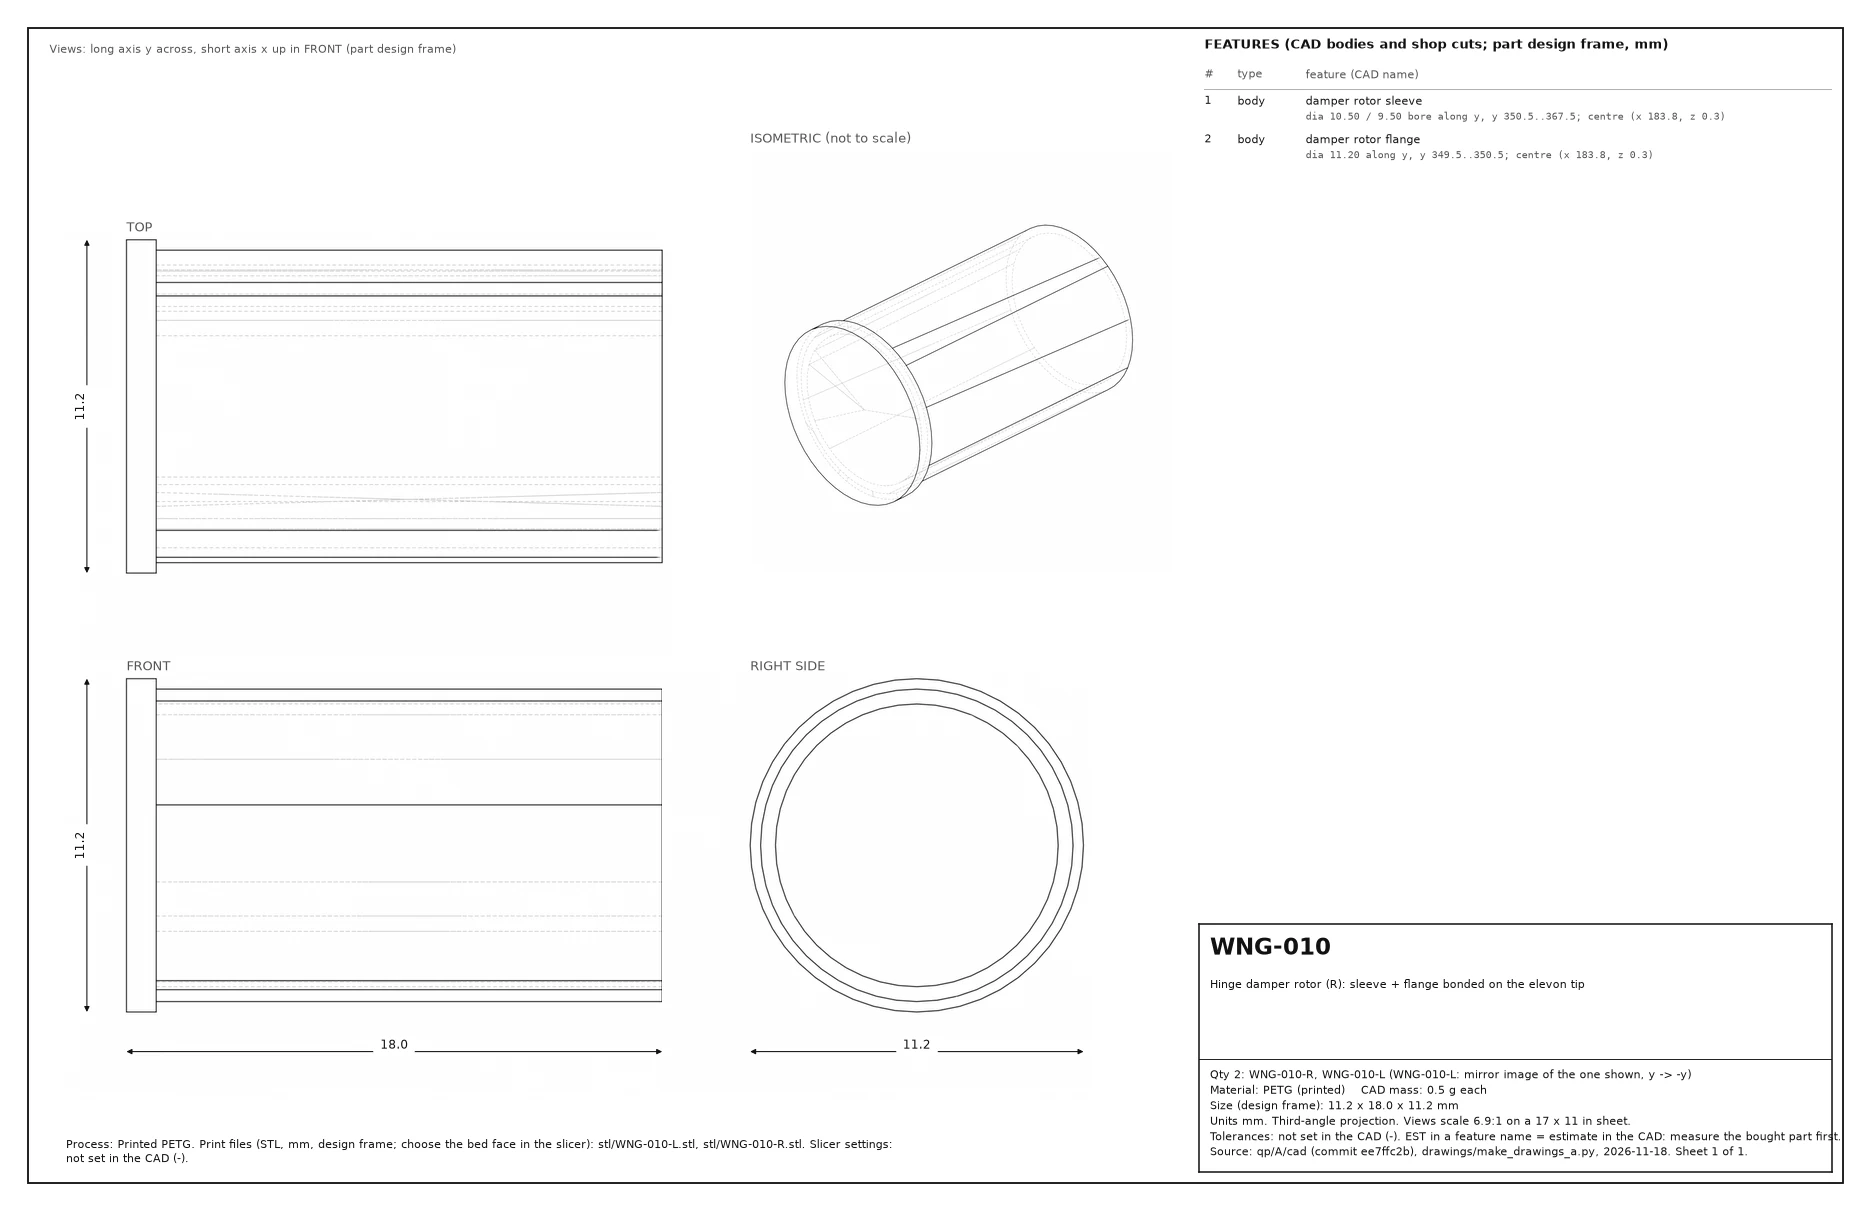 Views: long axis y across, short axis x up in FRONT (part design frame)
FEATURES (CAD bodies and shop cuts; part design frame, mm)
# type feature (CAD name)
1 body damper rotor sleeve
dia 10.50 / 9.50 bore along y, y 350.5..367.5; centre (x 183.8, z 0.3)
2 body damper rotor flange
dia 11.20 along y, y 349.5..350.5; centre (x 183.8, z 0.3)
ISOMETRIC (not to scale)
TOP
11.2
FRONT
11.2
18.0
RIGHT SIDE
11.2
WNG-010
Hinge damper rotor (R): sleeve + flange bonded on the elevon tip
Qty 2: WNG-010-R, WNG-010-L (WNG-010-L: mirror image of the one shown, y -> -y)
Material: PETG (printed) CAD mass: 0.5 g each
Size (design frame): 11.2 x 18.0 x 11.2 mm
Units mm. Third-angle projection. Views scale 6.9:1 on a 17 x 11 in sheet.
Tolerances: not set in the CAD (-). EST in a feature name = estimate in the CAD: measure the bought part first.
Source: qp/A/cad (commit ee7ffc2b), drawings/make_drawings_a.py, 2026-11-18. Sheet 1 of 1.
Process: Printed PETG. Print files (STL, mm, design frame; choose the bed face in the slicer): stl/WNG-010-L.stl, stl/WNG-010-R.stl. Slicer settings:
not set in the CAD (-).